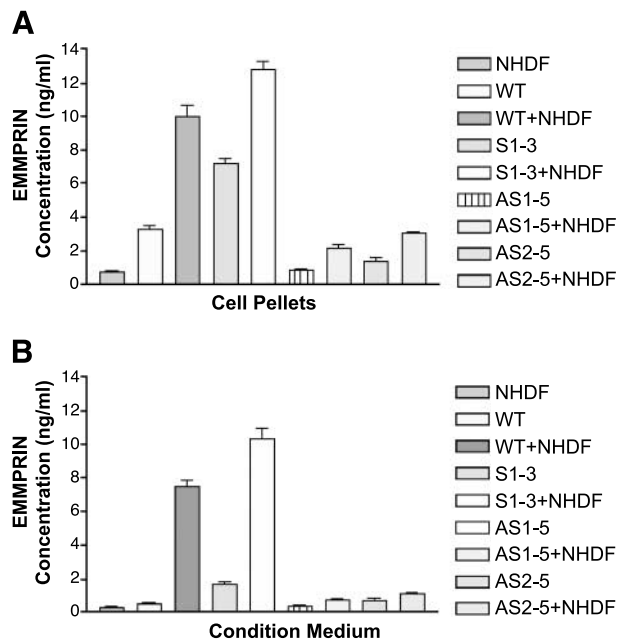 A
EMMPRIN
Concentration (ng/ml)
14
12
10
8
6
4
2
0
Cell Pellets
NHDF
WT
WT+NHDF
S1-3
S1-3+NHDF
AS1-5
AS1-5+NHDF
AS2-5
AS2-5+NHDF
B
EMMPRIN
Concentration (ng/ml)
14
12
10
8
6
4
2
0
Condition Medium
NHDF
WT
WT+NHDF
S1-3
S1-3+NHDF
AS1-5
AS1-5+NHDF
AS2-5
AS2-5+NHDF